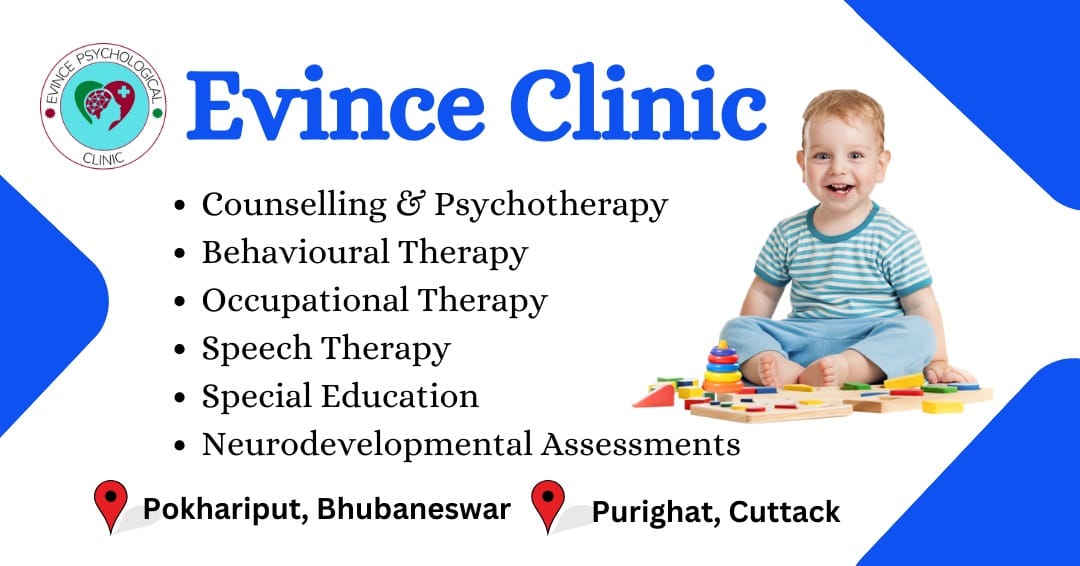 EVINCE PSYCHOLOGICAL
CLINIC
Evince Clinic
• Counselling & Psychotherapy
• Behavioural Therapy
• Occupational Therapy
• Speech Therapy
• Special Education
• Neurodevelopmental Assessments
Pokhariput, Bhubaneswar
Purighat, Cuttack